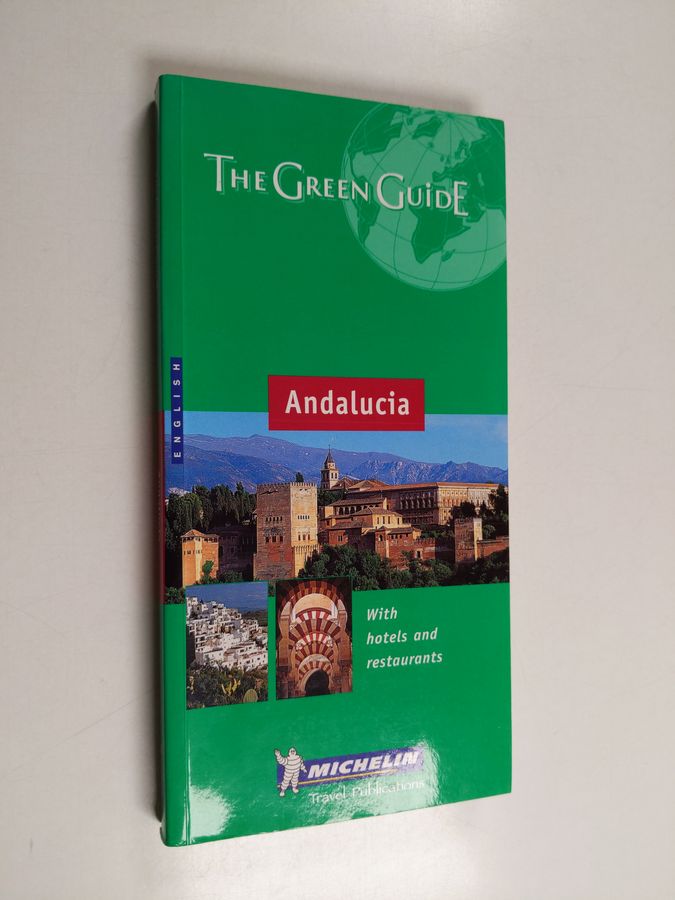 THE GREEN GUIDE
ENGLISH
Andalucia
With
hotels and
restaurants
MICHELIN
Travel Publications